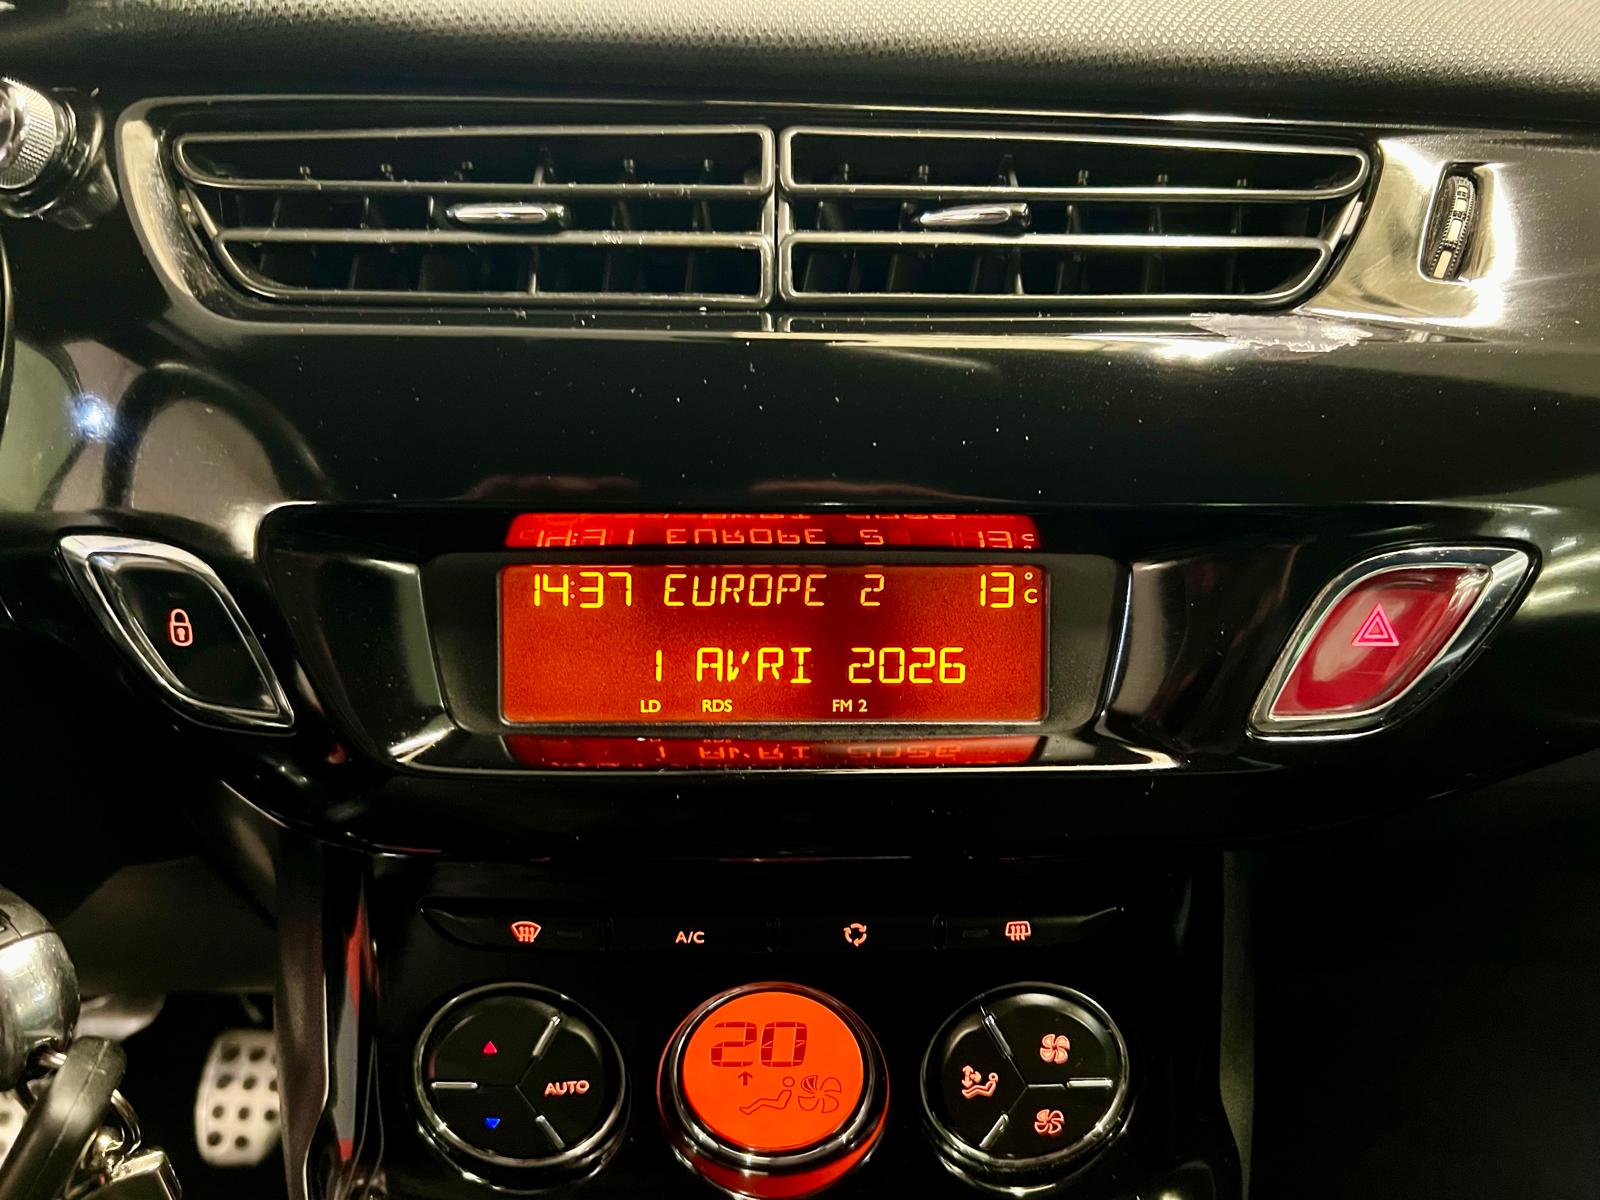 14:37 EUROPE 2 13°C
1 AVRI 2026
LD RDS FM 2
A/C
20
AUTO